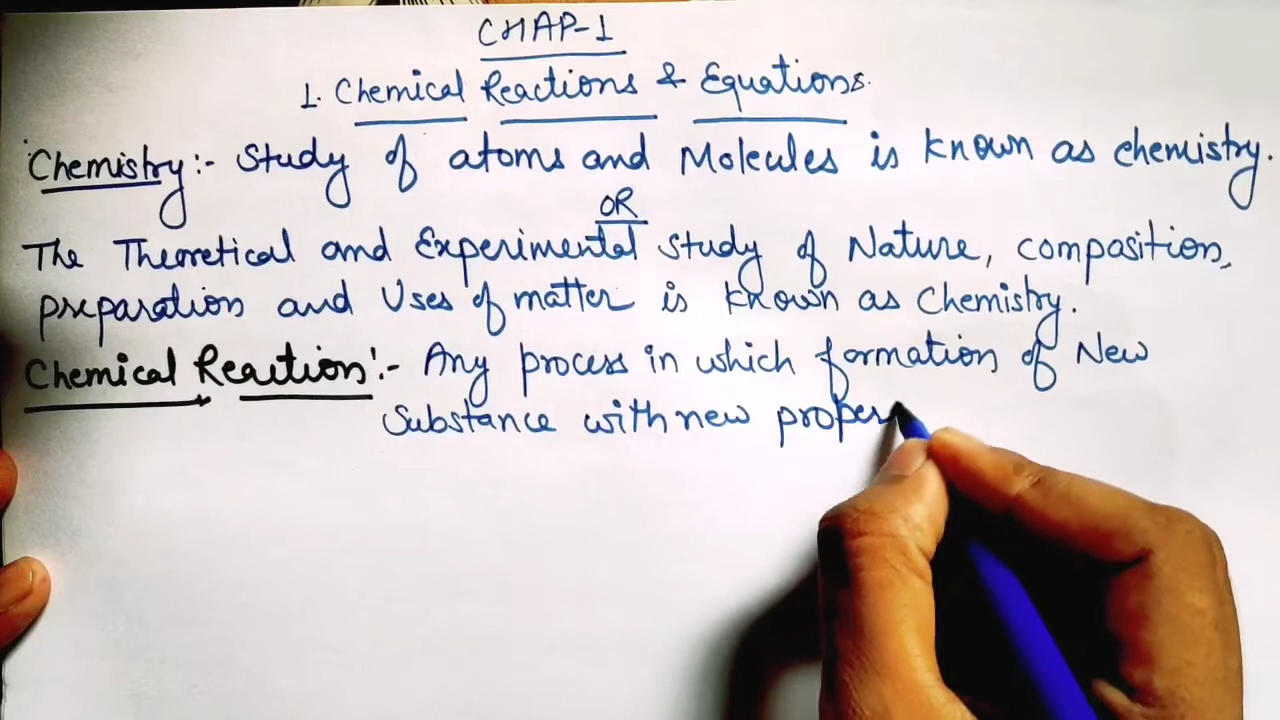 CHAP-1
1. Chemical Reactions & Equations.
Chemistry:- Study of atoms and Molecules is known as chemistry.
OR
The Theoretical and Experimental study of Nature, composition,
preparation and Uses of matter is known as Chemistry.
Chemical Reaction:- Any process in which formation of New
Substance with new proper